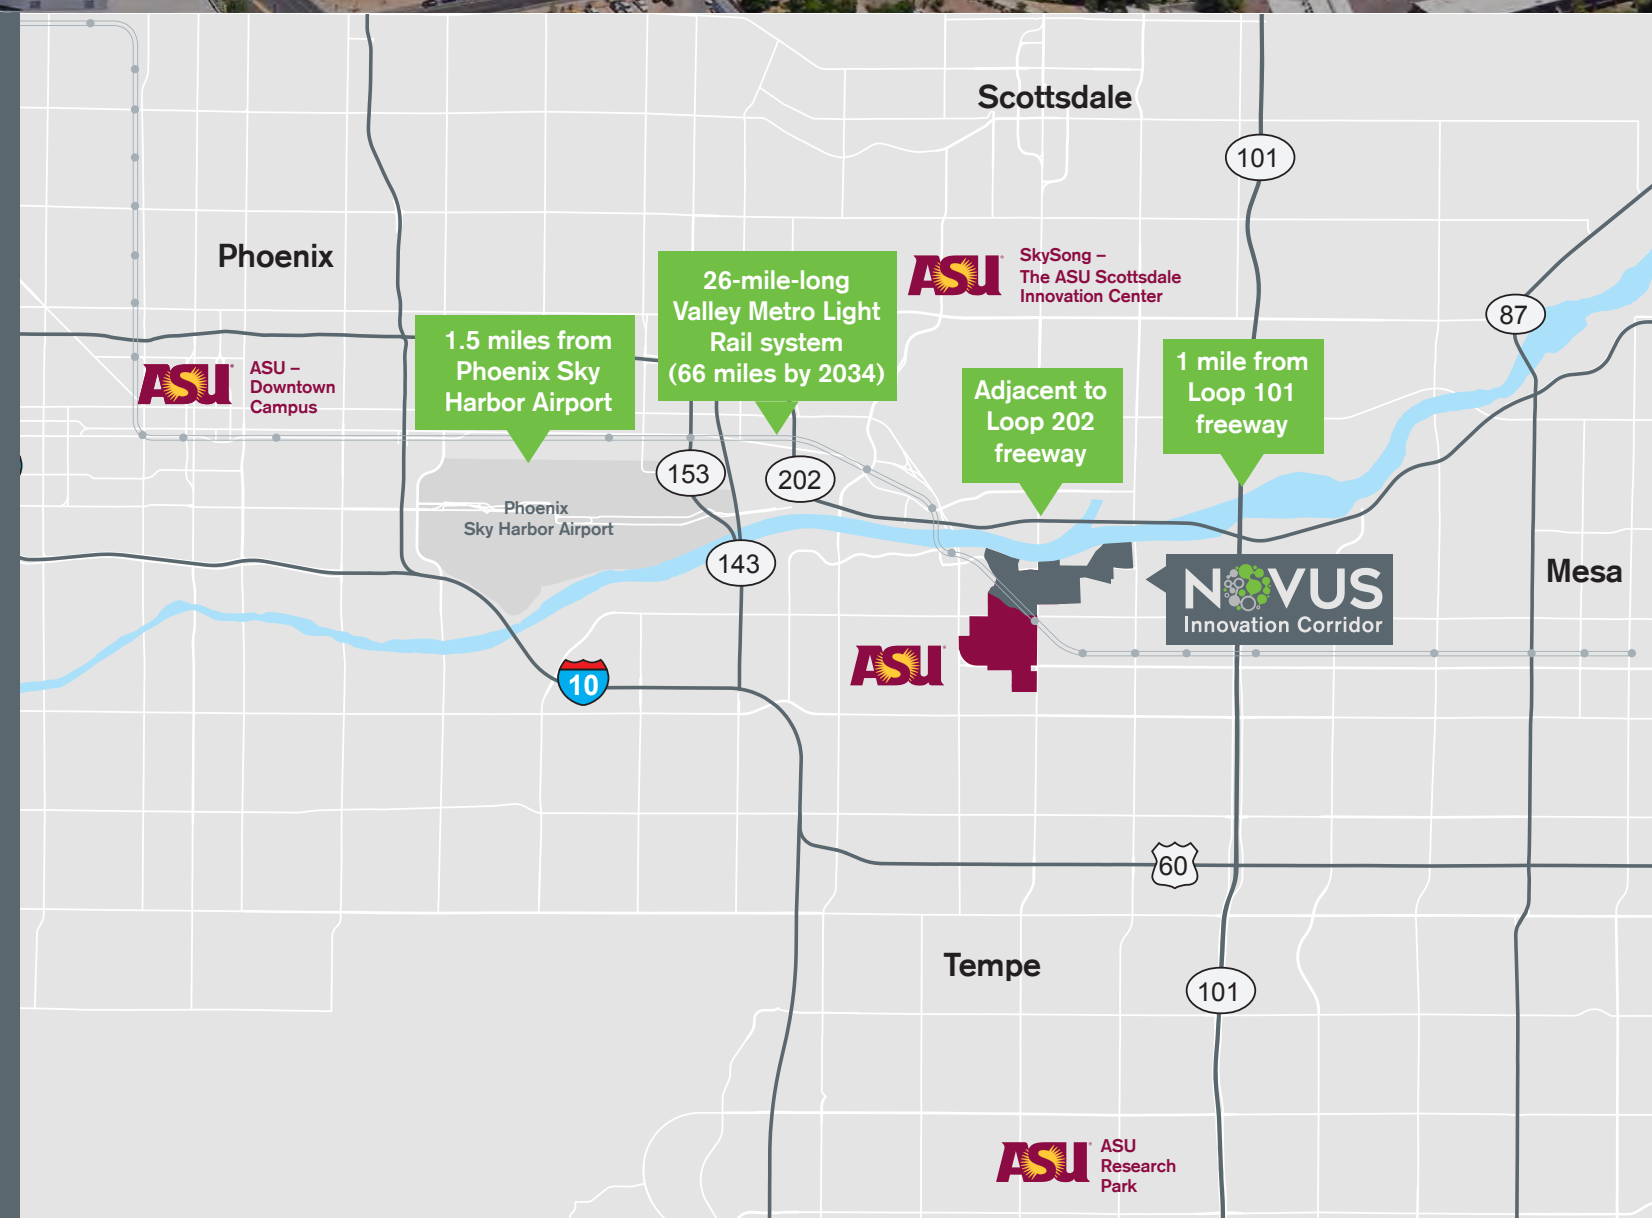 Scottsdale
101
Phoenix
26-mile-long
Valley Metro Light
Rail system
(66 miles by 2034)
ASU
SkySong –
The ASU Scottsdale
Innovation Center
87
1.5 miles from
Phoenix Sky
Harbor Airport
1 mile from
Loop 101
freeway
ASU
ASU –
Downtown
Campus
Adjacent to
Loop 202
freeway
153
202
Phoenix
Sky Harbor Airport
143
Mesa
NOVUS
Innovation Corridor
ASU
10
60
Tempe
101
ASU
ASU
Research
Park